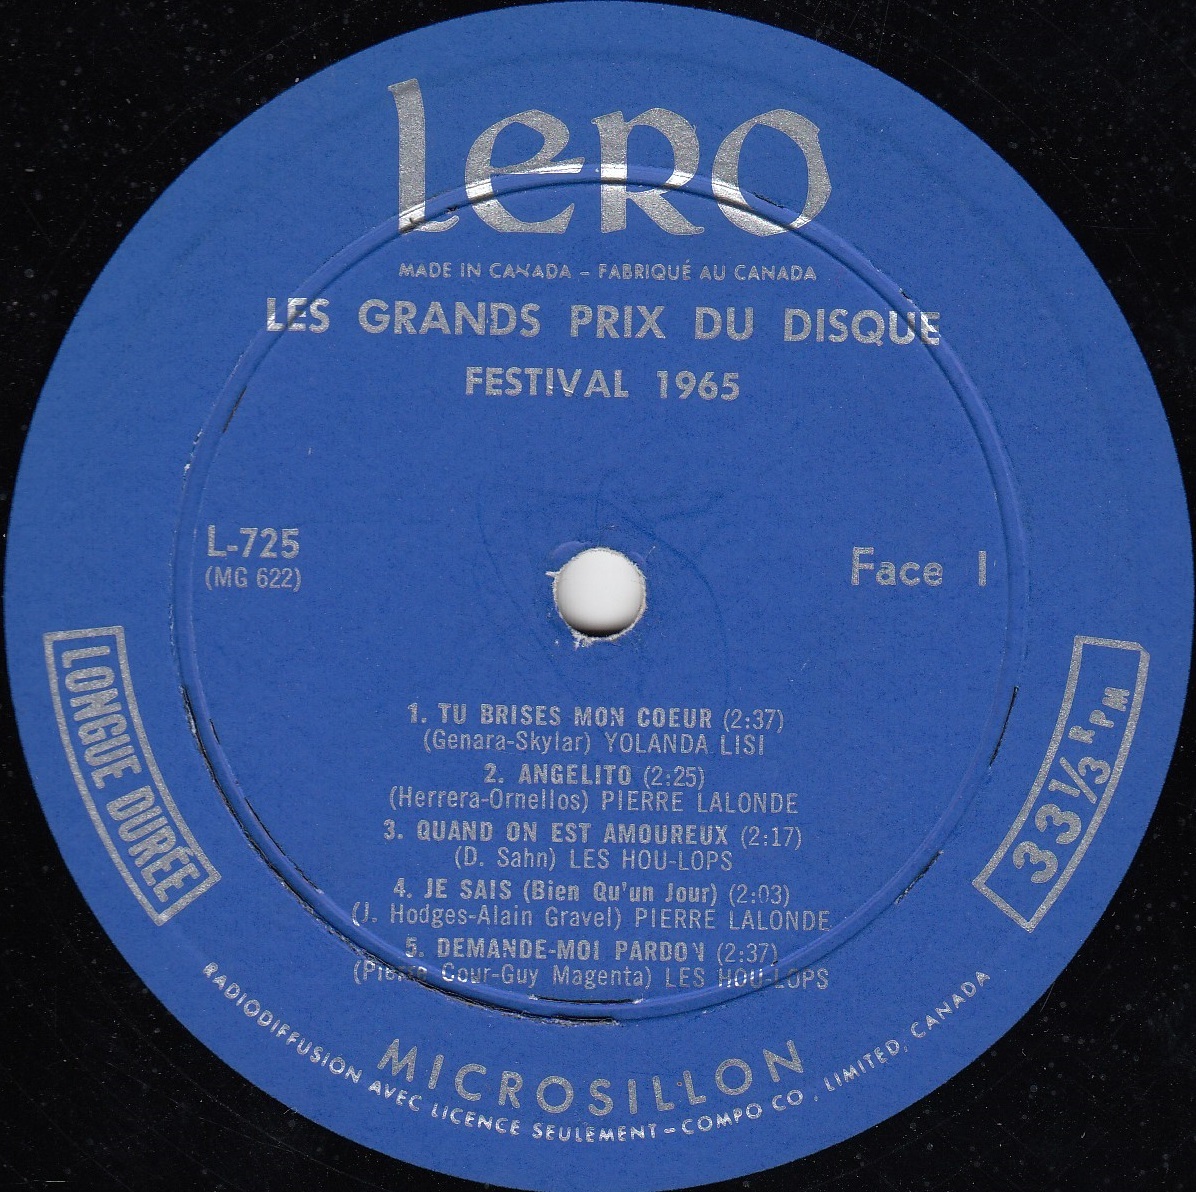 Lero
MADE IN CANADA – FABRIQUÉ AU CANADA
LES GRANDS PRIX DU DISQUE
FESTIVAL 1965
L-725
(MG 622)
Face 1
LONGUE DURÉE
33 1/3 RPM
1. TU BRISES MON COEUR (2:37)
(Genara-Skylar) YOLANDA LISI
2. ANGELITO (2:25)
(Herrera-Ornellos) PIERRE LALONDE
3. QUAND ON EST AMOUREUX (2:17)
(D. Sahn) LES HOU-LOPS
4. JE SAIS (Bien Qu'un Jour) (2:03)
(J. Hodges-Alain Gravel) PIERRE LALONDE
5. DEMANDE-MOI PARDON (2:37)
(Pierre Cour-Guy Magenta) LES HOU-LOPS
MICROSILLON
RADIODIFFUSION AVEC LICENCE SEULEMENT – COMPO CO., LIMITED, CANADA